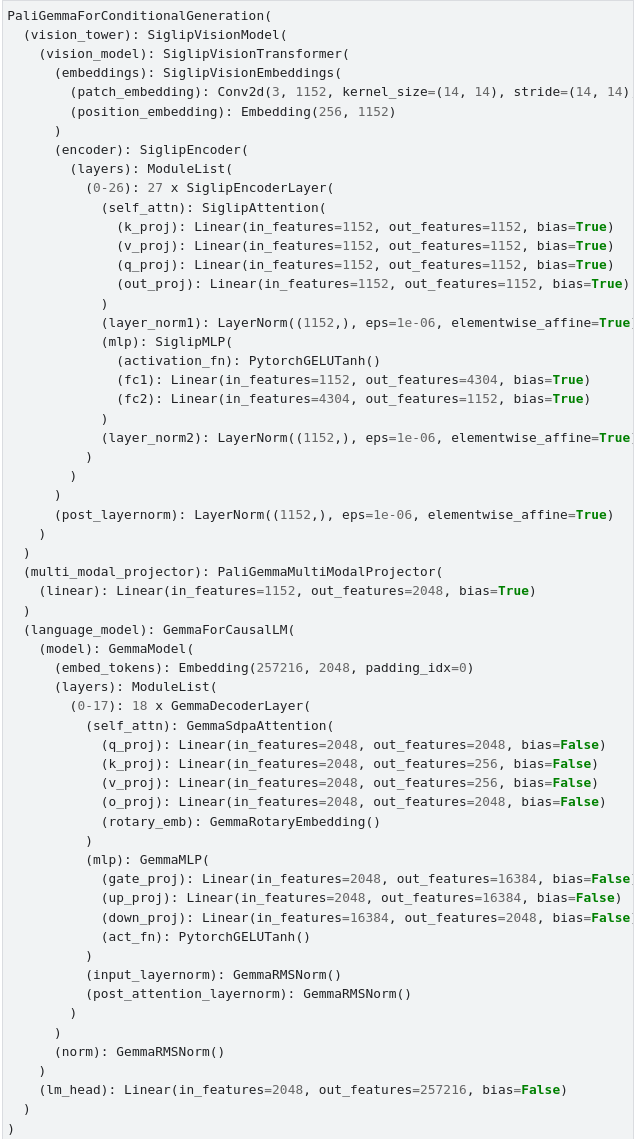 PaliGemmaForConditionalGeneration(
  (vision_tower): SiglipVisionModel(
    (vision_model): SiglipVisionTransformer(
      (embeddings): SiglipVisionEmbeddings(
        (patch_embedding): Conv2d(3, 1152, kernel_size=(14, 14), stride=(14, 14)
        (position_embedding): Embedding(256, 1152)
      )
      (encoder): SiglipEncoder(
        (layers): ModuleList(
          (0-26): 27 x SiglipEncoderLayer(
            (self_attn): SiglipAttention(
              (k_proj): Linear(in_features=1152, out_features=1152, bias=True)
              (v_proj): Linear(in_features=1152, out_features=1152, bias=True)
              (q_proj): Linear(in_features=1152, out_features=1152, bias=True)
              (out_proj): Linear(in_features=1152, out_features=1152, bias=True)
            )
            (layer_norm1): LayerNorm((1152,), eps=1e-06, elementwise_affine=True)
            (mlp): SiglipMLP(
              (activation_fn): PytorchGELUTanh()
              (fc1): Linear(in_features=1152, out_features=4304, bias=True)
              (fc2): Linear(in_features=4304, out_features=1152, bias=True)
            )
            (layer_norm2): LayerNorm((1152,), eps=1e-06, elementwise_affine=True)
          )
        )
      )
      (post_layernorm): LayerNorm((1152,), eps=1e-06, elementwise_affine=True)
    )
  )
  (multi_modal_projector): PaliGemmaMultiModalProjector(
    (linear): Linear(in_features=1152, out_features=2048, bias=True)
  )
  (language_model): GemmaForCausalLM(
    (model): GemmaModel(
      (embed_tokens): Embedding(257216, 2048, padding_idx=0)
      (layers): ModuleList(
        (0-17): 18 x GemmaDecoderLayer(
          (self_attn): GemmaSdpaAttention(
            (q_proj): Linear(in_features=2048, out_features=2048, bias=False)
            (k_proj): Linear(in_features=2048, out_features=256, bias=False)
            (v_proj): Linear(in_features=2048, out_features=256, bias=False)
            (o_proj): Linear(in_features=2048, out_features=2048, bias=False)
            (rotary_emb): GemmaRotaryEmbedding()
          )
          (mlp): GemmaMLP(
            (gate_proj): Linear(in_features=2048, out_features=16384, bias=False)
            (up_proj): Linear(in_features=2048, out_features=16384, bias=False)
            (down_proj): Linear(in_features=16384, out_features=2048, bias=False)
            (act_fn): PytorchGELUTanh()
          )
          (input_layernorm): GemmaRMSNorm()
          (post_attention_layernorm): GemmaRMSNorm()
        )
      )
      (norm): GemmaRMSNorm()
    )
    (lm_head): Linear(in_features=2048, out_features=257216, bias=False)
  )
)